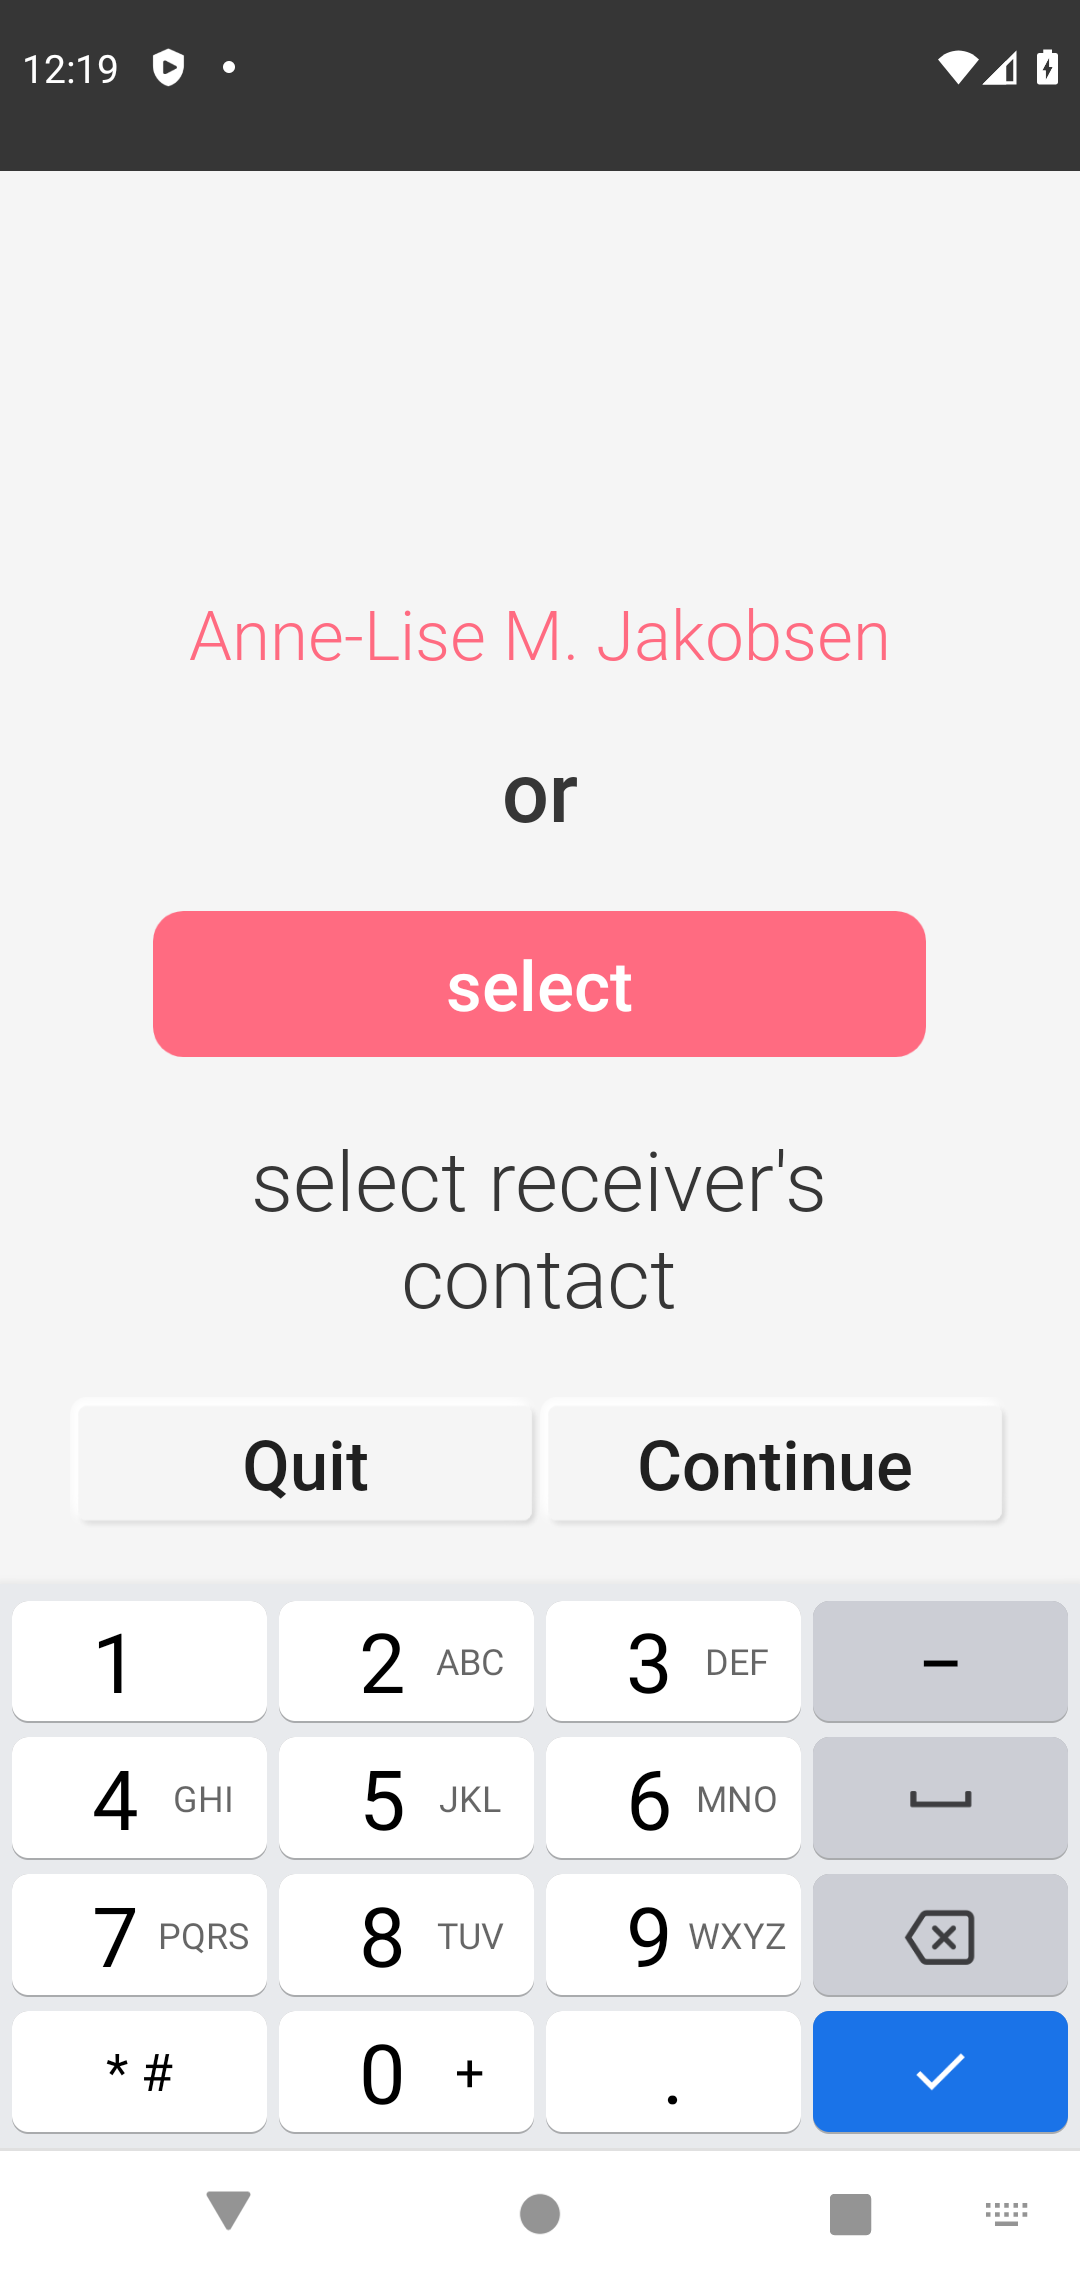 12:19
Anne-Lise M. Jakobsen
or
select
select receiver's
contact
Quit Continue
1 2 ABC 3 DEF –
4 GHI 5 JKL 6 MNO
7 PQRS 8 TUV 9 WXYZ
* # 0 + .